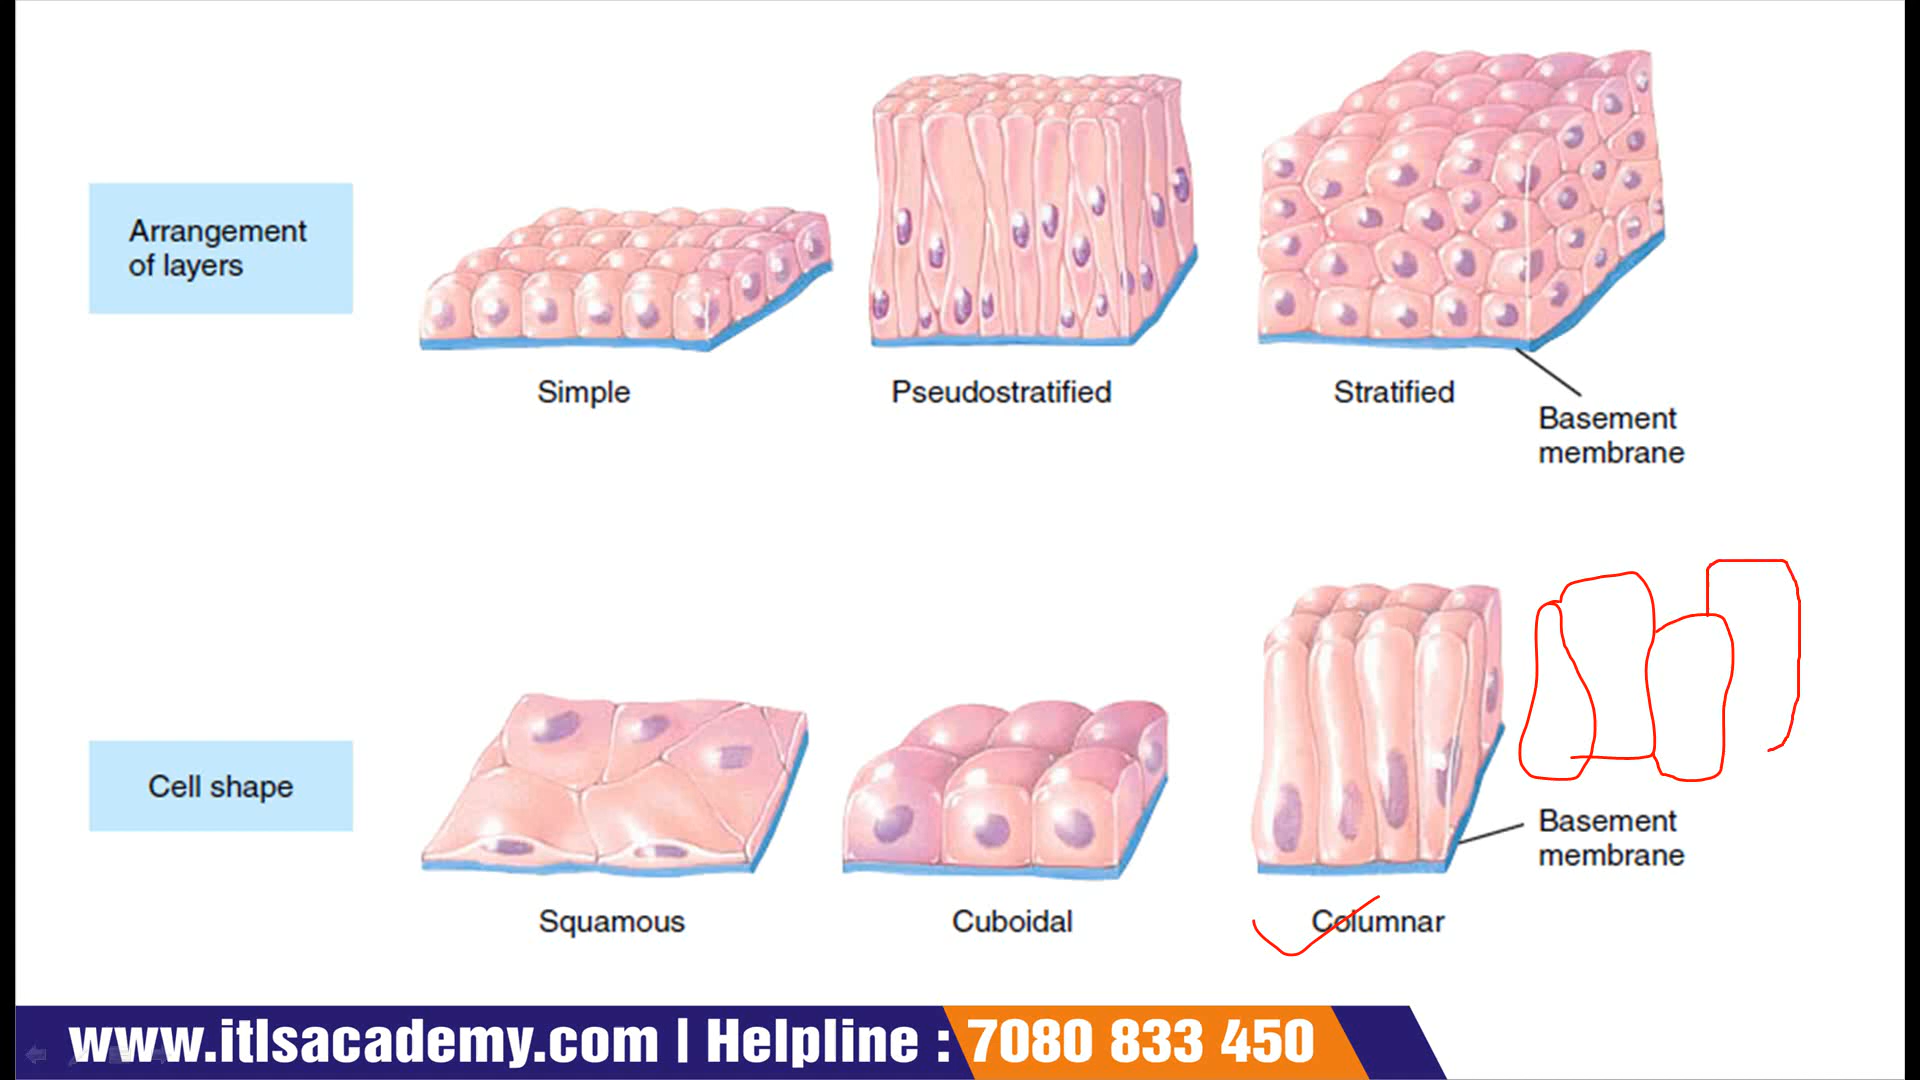 Arrangement
of layers
Simple
Pseudostratified
Stratified
Basement
membrane
Cell shape
Basement
membrane
Squamous
Cuboidal
Columnar
www.itlsacademy.com | Helpline : 7080 833 450